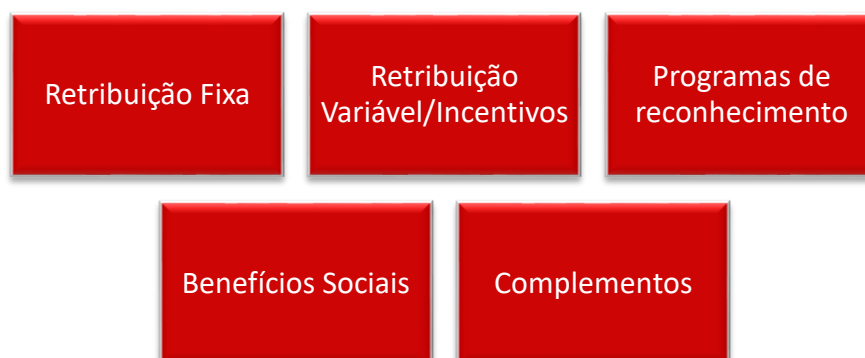 Retribuição Fixa
Retribuição
Variável/Incentivos
Programas de
reconhecimento
Benefícios Sociais
Complementos